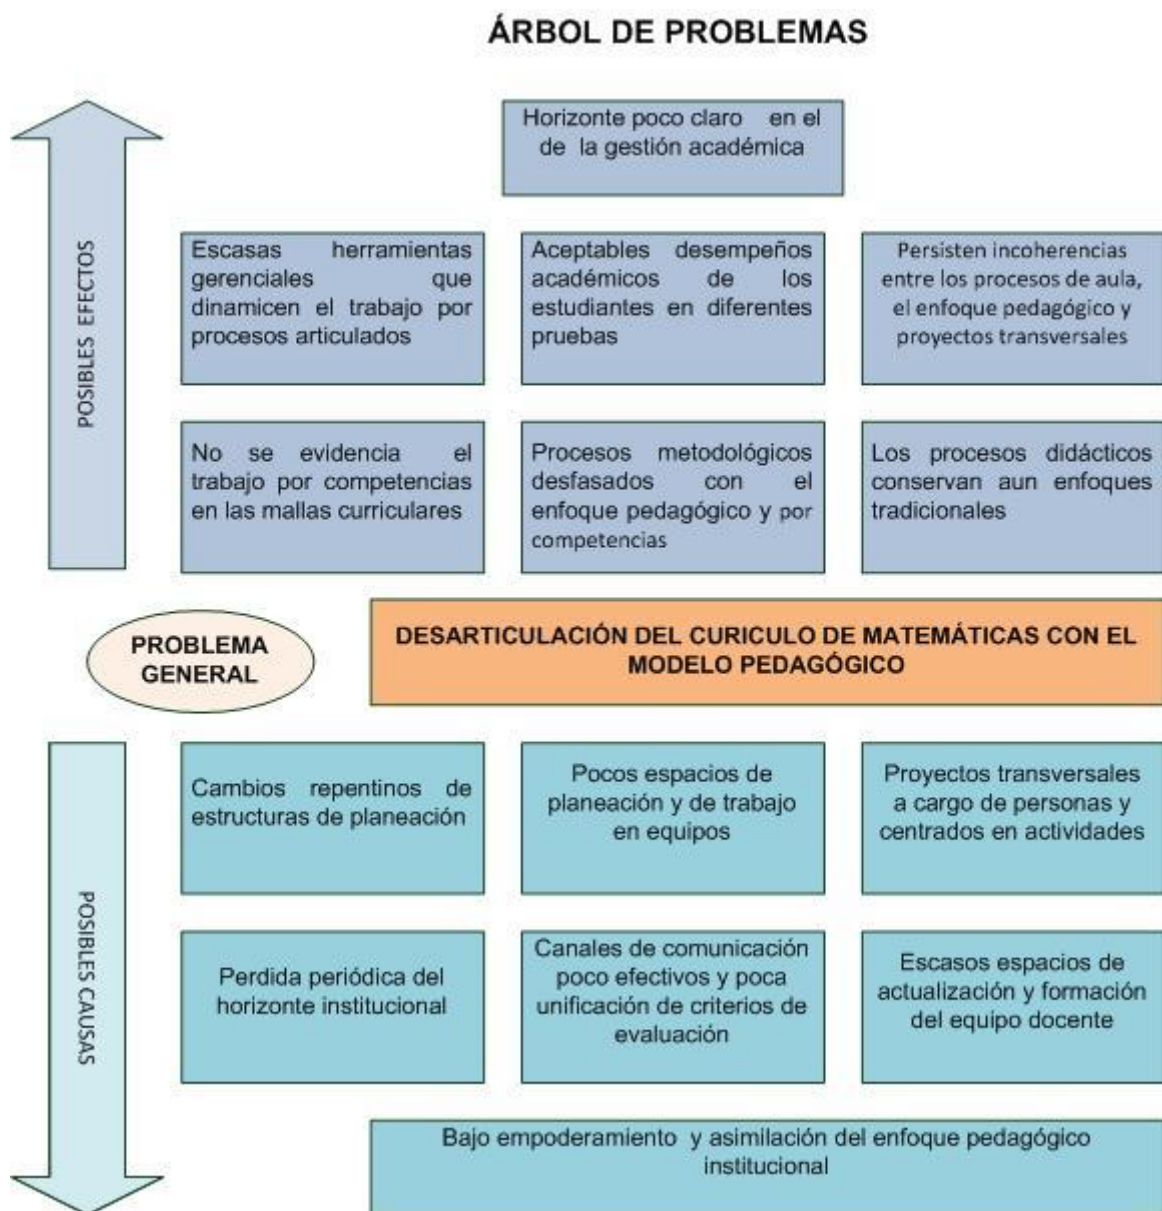 ÁRBOL DE PROBLEMAS
POSIBLES EFECTOS
Horizonte poco claro en el
de la gestión académica
Escasas herramientas
gerenciales que
dinamicen el trabajo por
procesos articulados
Aceptables desempeños
académicos de los
estudiantes en diferentes
pruebas
Persisten incoherencias
entre los procesos de aula,
el enfoque pedagógico y
proyectos transversales
No se evidencia el
trabajo por competencias
en las mallas curriculares
Procesos metodológicos
desfasados con el
enfoque pedagógico y por
competencias
Los procesos didácticos
conservan aun enfoques
tradicionales
PROBLEMA
GENERAL
DESARTICULACIÓN DEL CURICULO DE MATEMÁTICAS CON EL
MODELO PEDAGÓGICO
POSIBLES CAUSAS
Cambios repentinos de
estructuras de planeación
Pocos espacios de
planeación y de trabajo
en equipos
Proyectos transversales
a cargo de personas y
centrados en actividades
Perdida periódica del
horizonte institucional
Canales de comunicación
poco efectivos y poca
unificación de criterios de
evaluación
Escasos espacios de
actualización y formación
del equipo docente
Bajo empoderamiento y asimilación del enfoque pedagógico
institucional